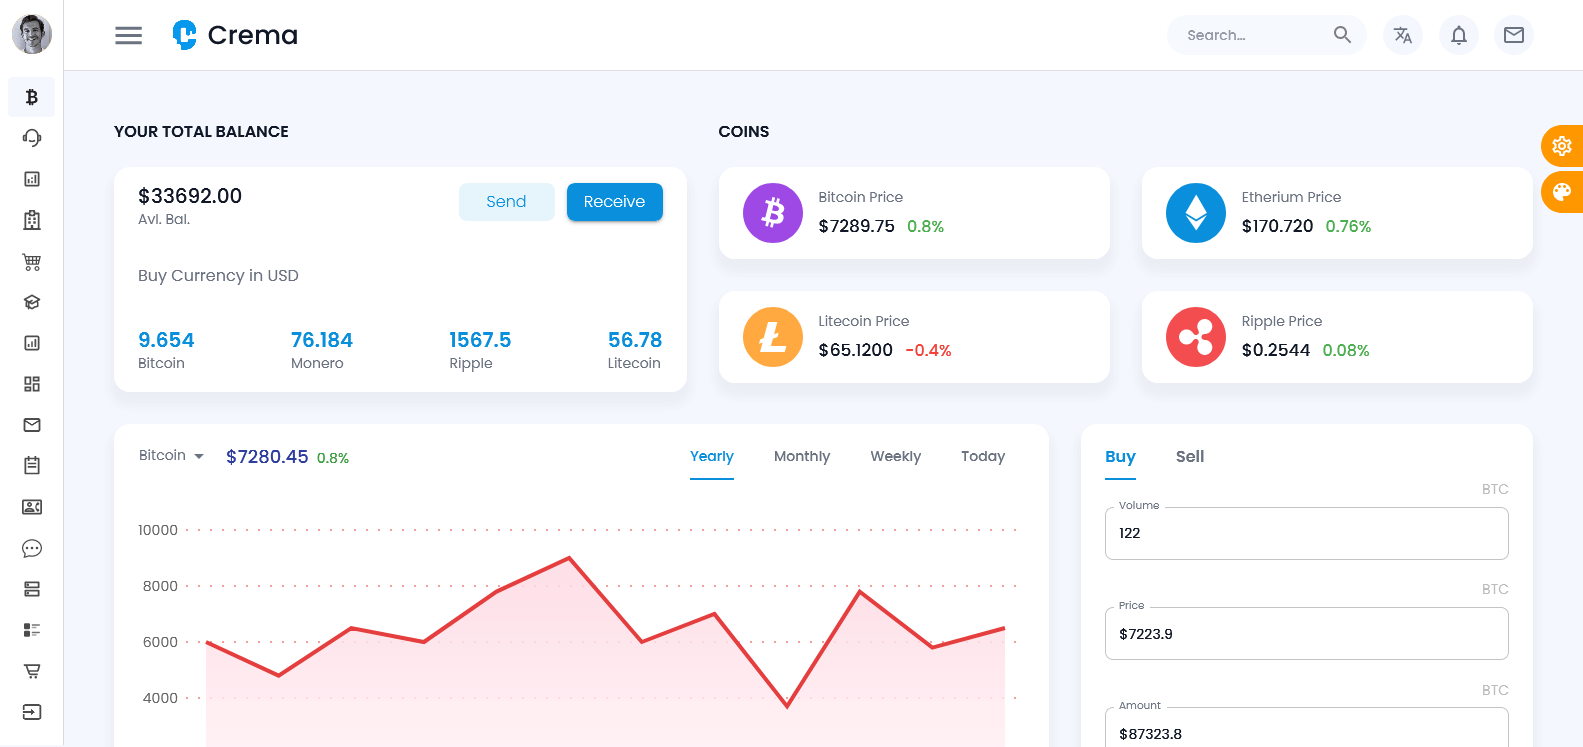 Crema
Search...
YOUR TOTAL BALANCE
$33692.00
Avl. Bal.
Send
Receive
Buy Currency in USD
9.654
Bitcoin
76.184
Monero
1567.5
Ripple
56.78
Litecoin
COINS
Bitcoin Price
$7289.75 0.8%
Etherium Price
$170.720 0.76%
Litecoin Price
$65.1200 -0.4%
Ripple Price
$0.2544 0.08%
Bitcoin $7280.45 0.8%
Yearly Monthly Weekly Today
10000
8000
6000
4000
Buy Sell
BTC
Volume
122
BTC
Price
$7223.9
BTC
Amount
$87323.8